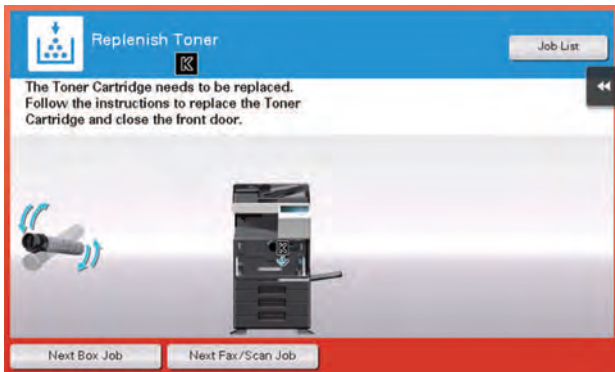 Replenish Toner
Job List
K
The Toner Cartridge needs to be replaced.
Follow the instructions to replace the Toner
Cartridge and close the front door.
K
Next Box Job
Next Fax/Scan Job